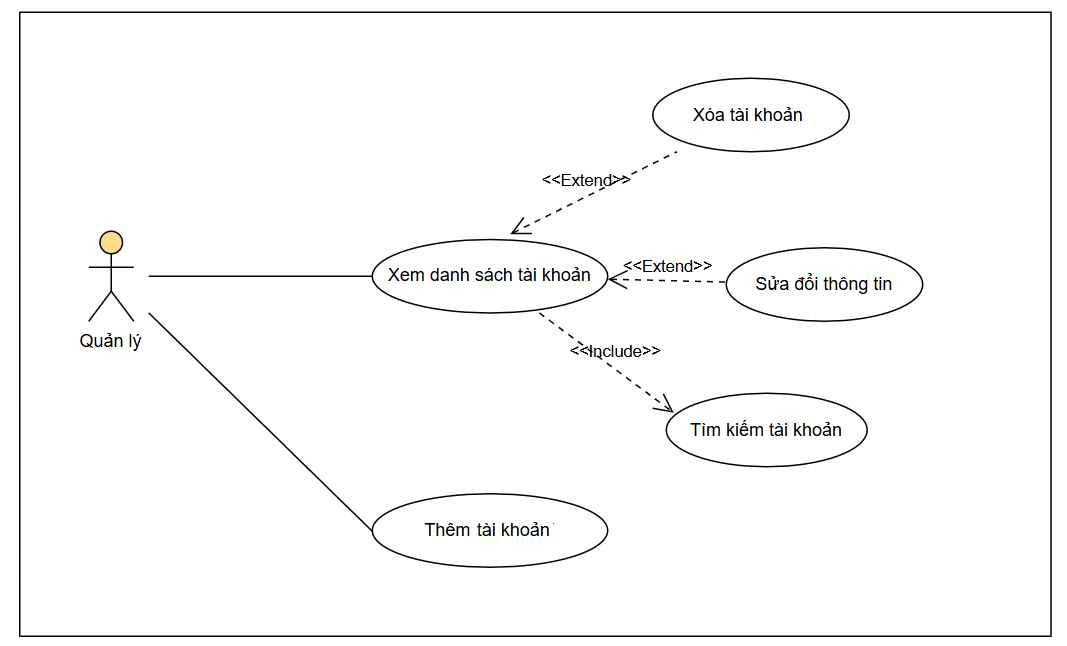 Xóa tài khoản
<<Extend>>
Quản lý
Xem danh sách tài khoản
<<Extend>>
Sửa đổi thông tin
<<Include>>
Tìm kiếm tài khoản
Thêm tài khoản